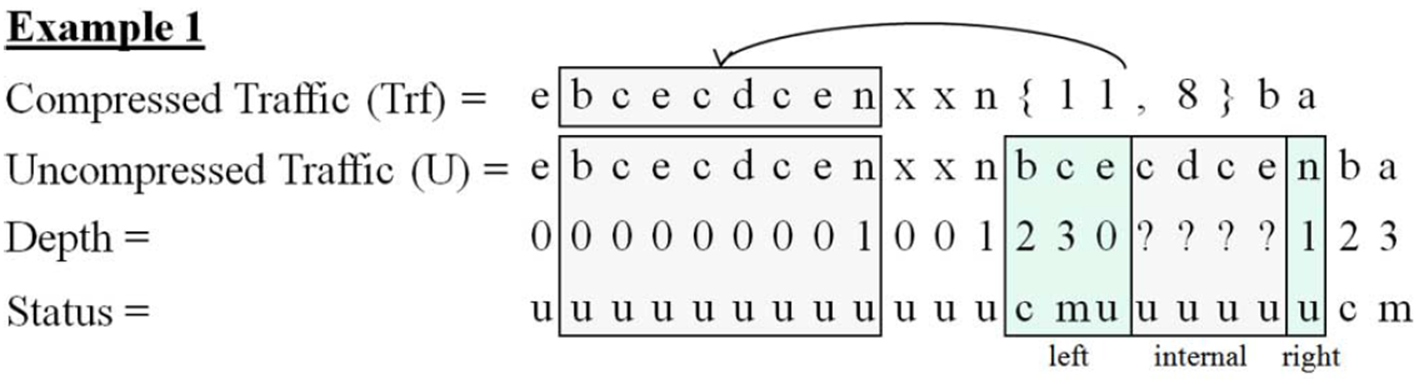 Example 1
Compressed Traffic (Trf) = e b c e c d c e n x x n { 1 1 , 8 } b a
Uncompressed Traffic (U) = e b c e c d c e n x x n b c e c d c e n b a
Depth = 0 0 0 0 0 0 0 0 1 0 0 1 2 3 0 ? ? ? ? 1 2 3
Status = u u u u u u u u u u u u c m u u u u u u c m
left internal right